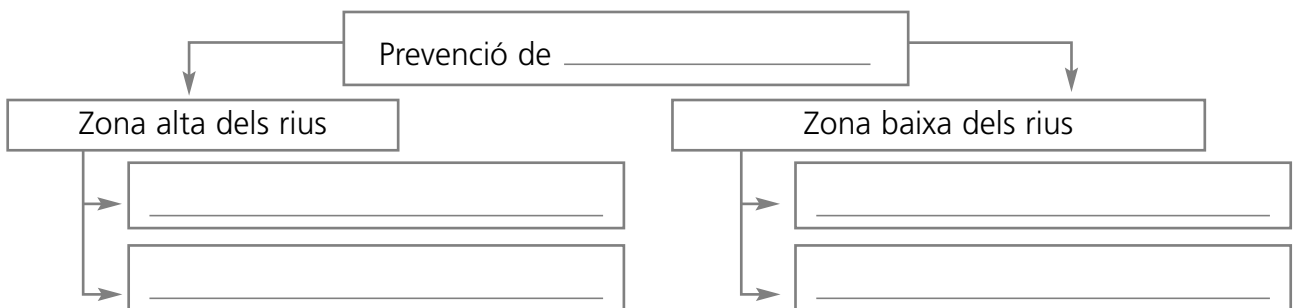 Prevenció de
Zona alta dels rius
Zona baixa dels rius